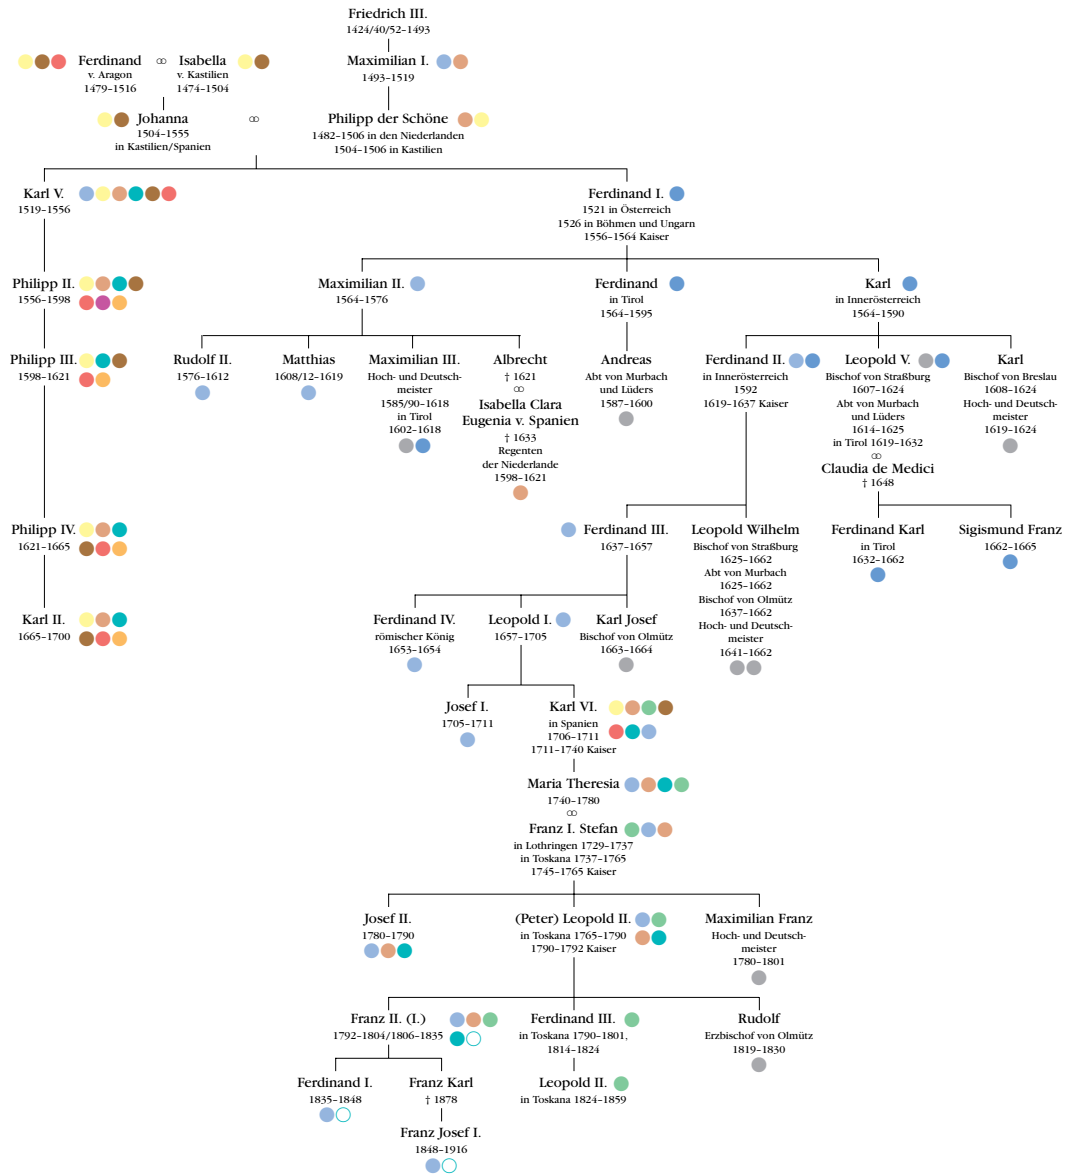 Friedrich III.
1424/40/52–1493
Ferdinand
v. Aragon
1479–1516
∞
Isabella
v. Kastilien
1474–1504
Maximilian I.
1493–1519
Johanna
1504–1555
in Kastilien/Spanien
∞
Philipp der Schöne
1482–1506 in den Niederlanden
1504–1506 in Kastilien
Karl V.
1519–1556
Ferdinand I.
1521 in Österreich
1526 in Böhmen und Ungarn
1556–1564 Kaiser
Philipp II.
1556–1598
Maximilian II.
1564–1576
Ferdinand
in Tirol
1564–1595
Karl
in Innerösterreich
1564–1590
Philipp III.
1598–1621
Rudolf II.
1576–1612
Matthias
1608/12–1619
Maximilian III.
Hoch- und Deutsch-
meister
1585/90–1618
in Tirol
1602–1618
Albrecht
† 1621
∞
Isabella Clara
Eugenia v. Spanien
† 1633
Regenten
der Niederlande
1598–1621
Andreas
Abt von Murbach
und Lüders
1587–1600
Ferdinand II.
in Innerösterreich
1592
1619–1637 Kaiser
Leopold V.
Bischof von Straßburg
1607–1624
Abt von Murbach
und Lüders
1614–1625
in Tirol 1619–1632
∞
Claudia de Medici
† 1648
Karl
Bischof von Breslau
1608–1624
Hoch- und Deutsch-
meister
1619–1624
Philipp IV.
1621–1665
Ferdinand III.
1637–1657
Leopold Wilhelm
Bischof von Straßburg
1625–1662
Abt von Murbach
1625–1662
Bischof von Olmütz
1637–1662
Hoch- und Deutsch-
meister
1641–1662
Ferdinand Karl
in Tirol
1632–1662
Sigismund Franz
1662–1665
Karl II.
1665–1700
Ferdinand IV.
römischer König
1653–1654
Leopold I.
1657–1705
Karl Josef
Bischof von Olmütz
1663–1664
Josef I.
1705–1711
Karl VI.
in Spanien
1706–1711
1711–1740 Kaiser
Maria Theresia
1740–1780
∞
Franz I. Stefan
in Lothringen 1729–1737
in Toskana 1737–1765
1745–1765 Kaiser
Josef II.
1780–1790
(Peter) Leopold II.
in Toskana 1765–1790
1790–1792 Kaiser
Maximilian Franz
Hoch- und Deutsch-
meister
1780–1801
Franz II. (I.)
1792–1804/1806–1835
Ferdinand III.
in Toskana 1790–1801,
1814–1824
Rudolf
Erzbischof von Olmütz
1819–1830
Ferdinand I.
1835–1848
Franz Karl
† 1878
Leopold II.
in Toskana 1824–1859
Franz Josef I.
1848–1916